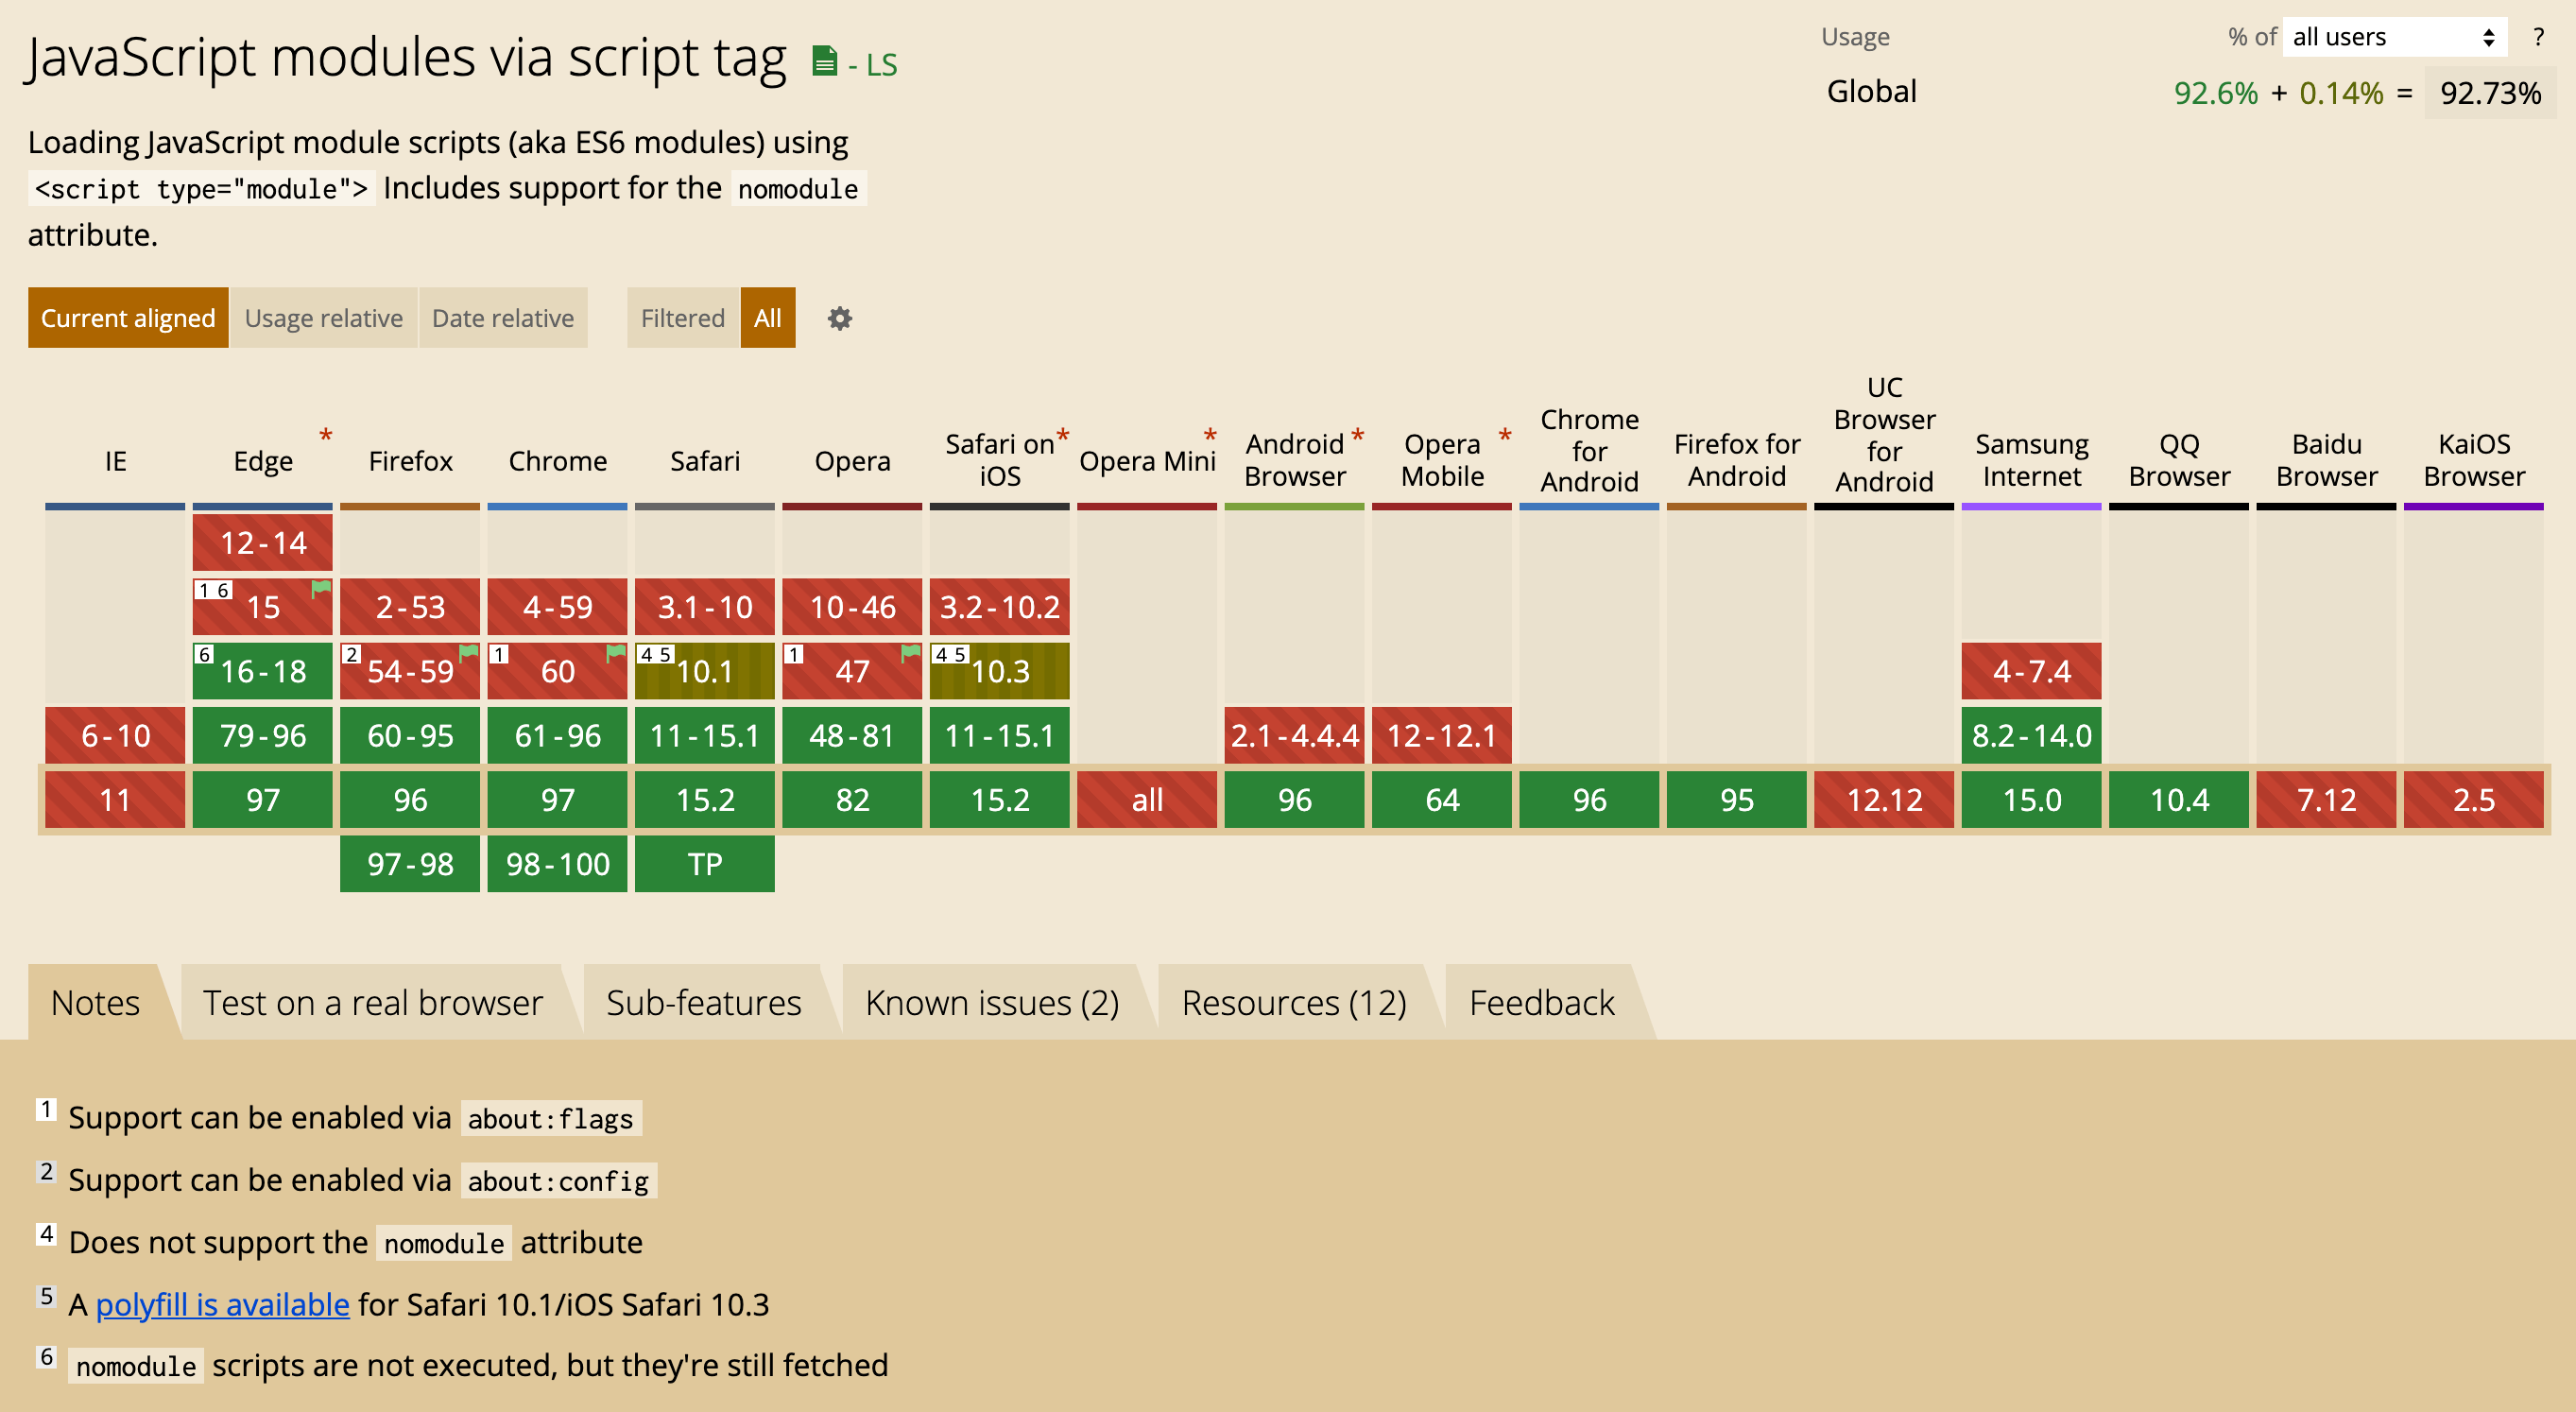 JavaScript modules via script tag - LS
Usage % of all users ?
Global 92.6% + 0.14% = 92.73%
Loading JavaScript module scripts (aka ES6 modules) using
<script type="module"> Includes support for the nomodule
attribute.
Current aligned Usage relative Date relative Filtered All
IE
Edge *
Firefox
Chrome
Safari
Opera
Safari on *
iOS
Opera Mini *
Android *
Browser
Opera *
Mobile
Chrome
for
Android
Firefox for
Android
UC
Browser
for
Android
Samsung
Internet
QQ
Browser
Baidu
Browser
KaiOS
Browser
12-14
1 6 15 2-53 4-59 3.1-10 10-46 3.2-10.2
6 16-18 2 54-59 1 60 4 5 10.1 1 47 4 5 10.3 4-7.4
6-10 79-96 60-95 61-96 11-15.1 48-81 11-15.1 2.1-4.4.4 12-12.1 8.2-14.0
11 97 96 97 15.2 82 15.2 all 96 64 96 95 12.12 15.0 10.4 7.12 2.5
97-98 98-100 TP
Notes Test on a real browser Sub-features Known issues (2) Resources (12) Feedback
1 Support can be enabled via about:flags
2 Support can be enabled via about:config
4 Does not support the nomodule attribute
5 A polyfill is available for Safari 10.1/iOS Safari 10.3
6 nomodule scripts are not executed, but they're still fetched